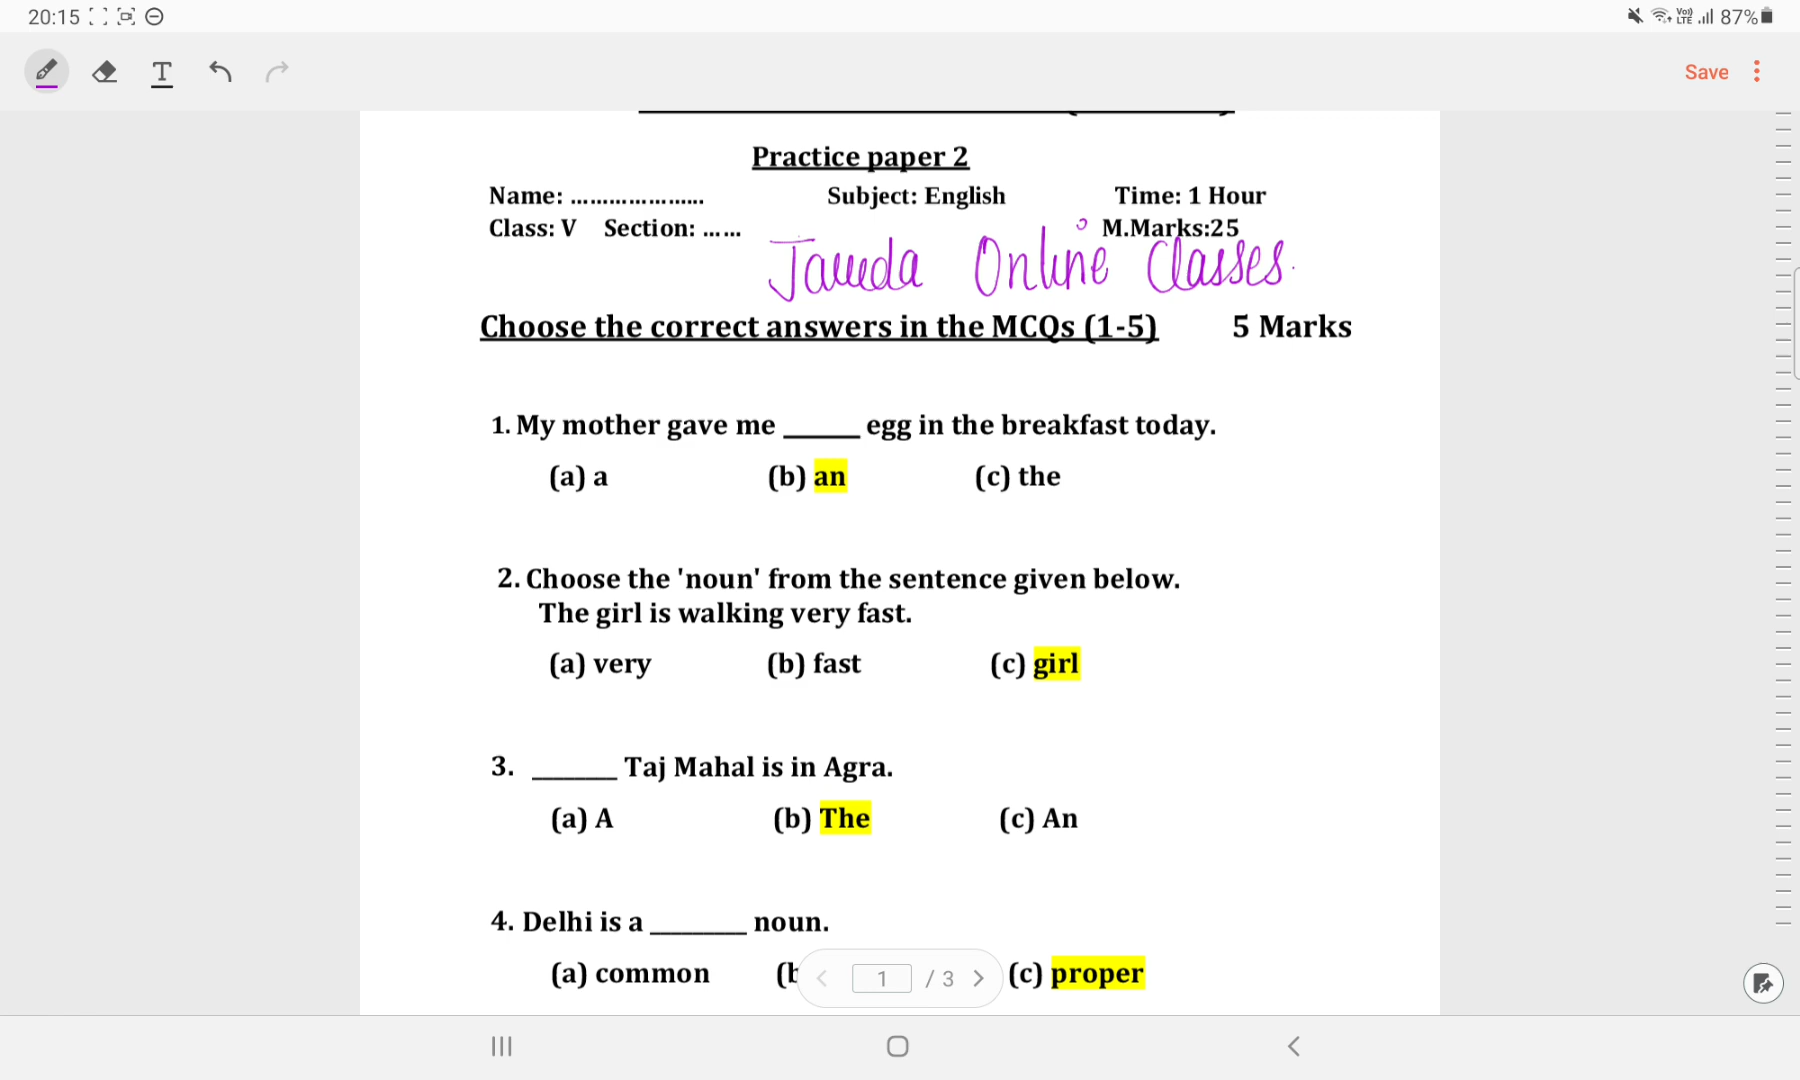 20:15 87%
Save
Practice paper 2
Name: ..................... Subject: English Time: 1 Hour
Class: V Section: ...... M.Marks:25
Online Classes.
Choose the correct answers in the MCQs (1-5) 5 Marks
1. My mother gave me ______ egg in the breakfast today.
(a) a (b) an (c) the
2. Choose the 'noun' from the sentence given below.
The girl is walking very fast.
(a) very (b) fast (c) girl
3. _______ Taj Mahal is in Agra.
(a) A (b) The (c) An
4. Delhi is a ________ noun.
(a) common (b 1 / 3 (c) proper